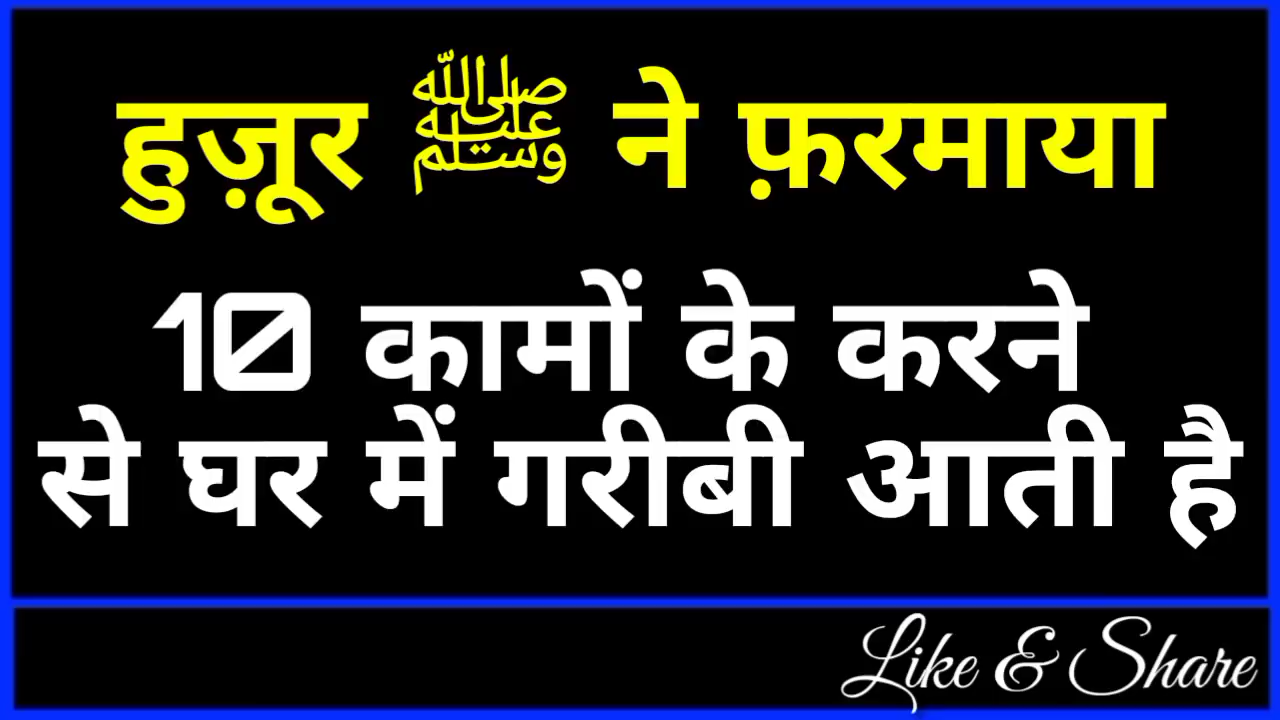 हुज़ूर ﷺ ने फ़रमाया
10 कामों के करने
से घर में गरीबी आती है
Like & Share